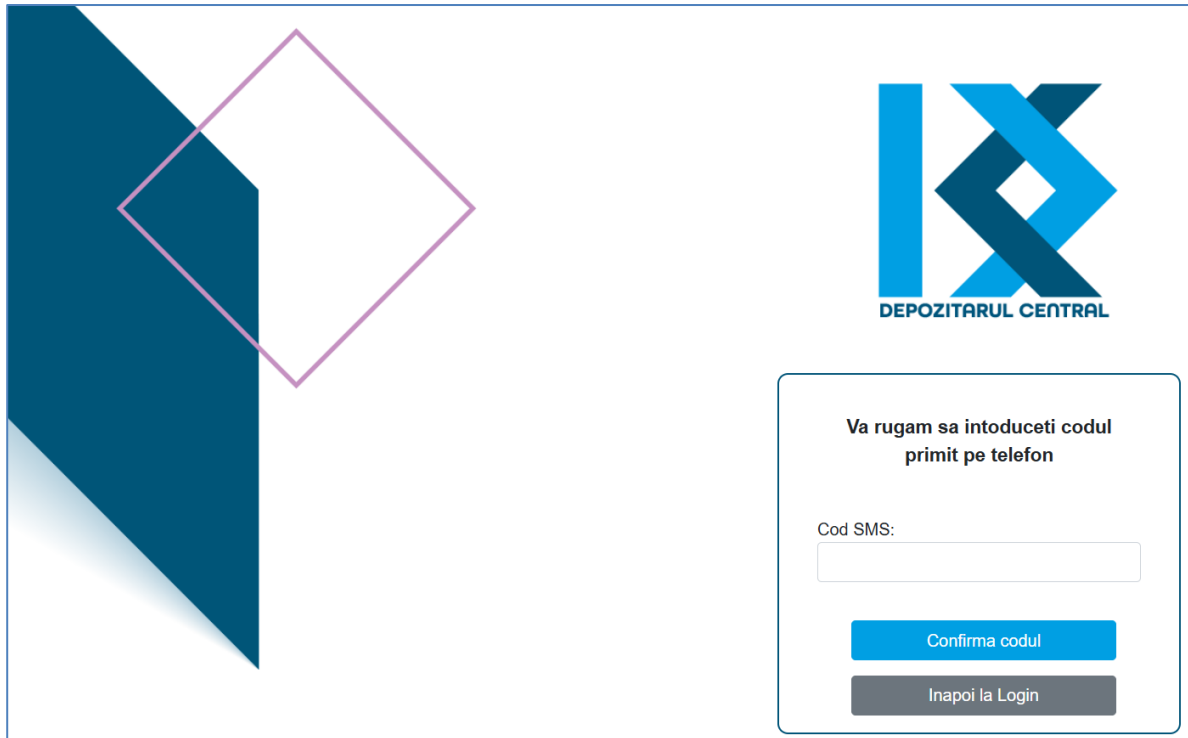 DEPOZITARUL CENTRAL
Va rugam sa intoduceti codul
primit pe telefon
Cod SMS:
Confirma codul
Inapoi la Login